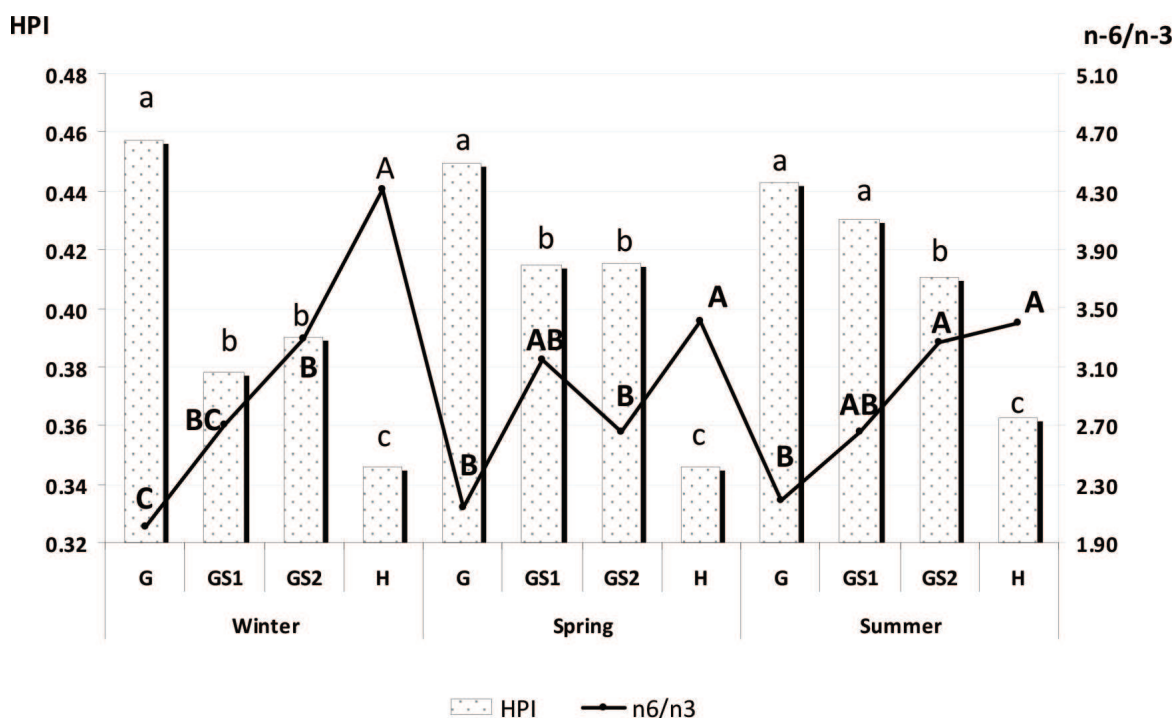 HPI
n-6/n-3
0.48
0.46
0.44
0.42
0.40
0.38
0.36
0.34
0.32
5.10
4.70
4.30
3.90
3.50
3.10
2.70
2.30
1.90
a
b
b
c
a
b
b
c
a
a
b
c
C
BC
B
A
B
AB
B
A
B
AB
A
A
G GS1 GS2 H G GS1 GS2 H G GS1 GS2 H
Winter Spring Summer
HPI n6/n3